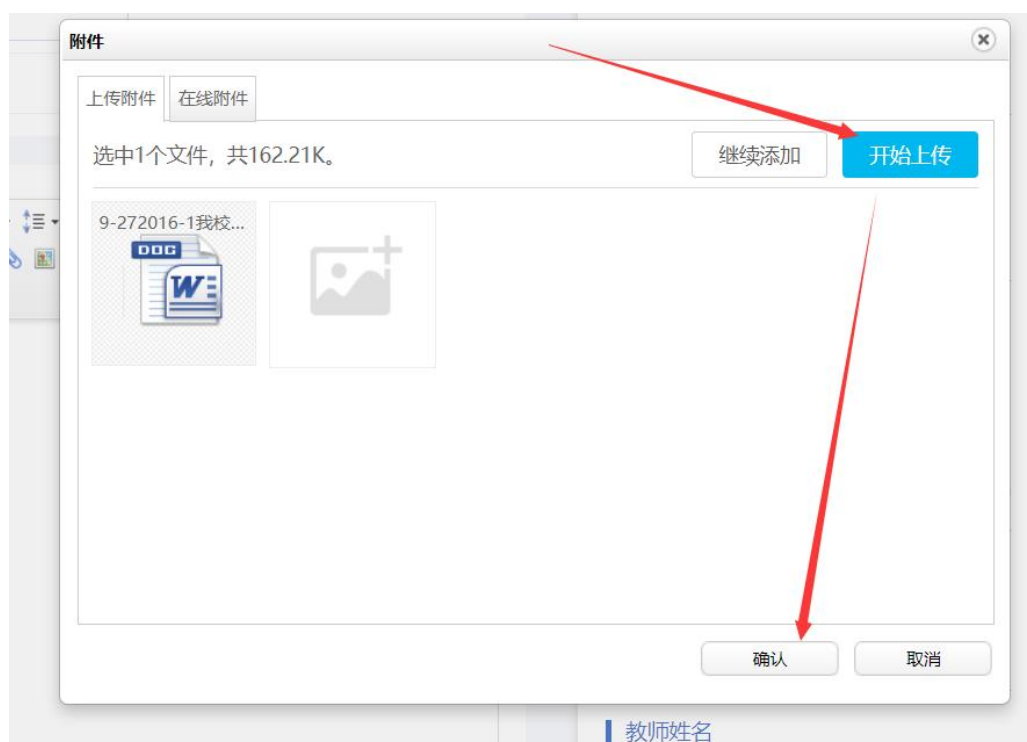 附件
上传附件 在线附件
选中1个文件，共162.21K。 继续添加 开始上传
9-272016-1我校...
DOC
W
确认 取消
教师姓名